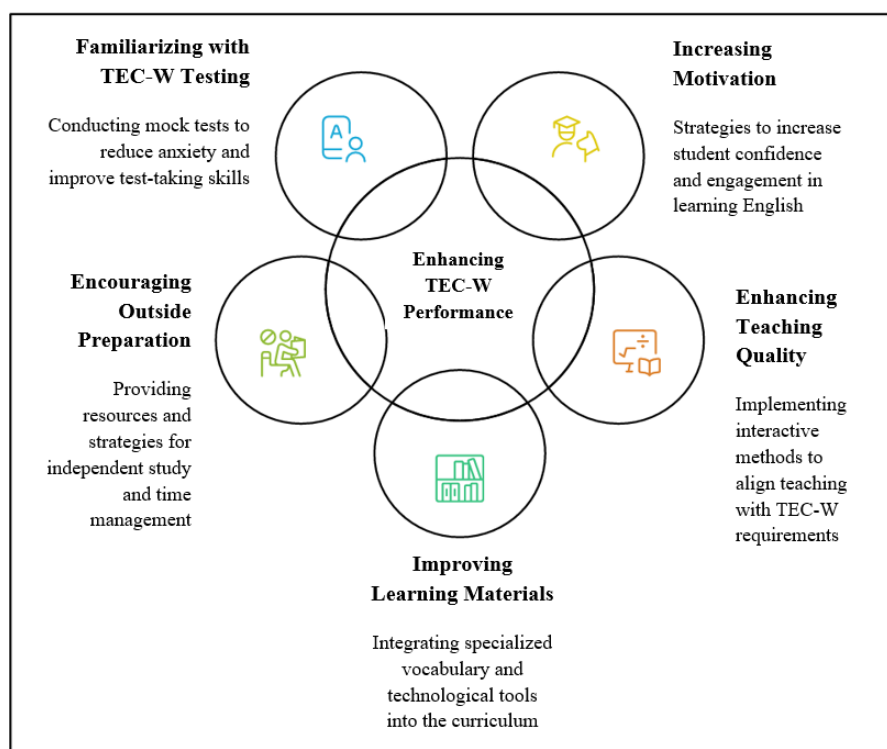 Familiarizing with
TEC-W Testing
Conducting mock tests to
reduce anxiety and
improve test-taking skills
Increasing
Motivation
Strategies to increase
student confidence
and engagement in
learning English
Enhancing
TEC-W
Performance
Encouraging
Outside
Preparation
Providing
resources and
strategies for
independent study
and time
management
Enhancing
Teaching
Quality
Implementing
interactive
methods to
align teaching
with TEC-W
requirements
A
Improving
Learning Materials
Integrating specialized
vocabulary and
technological tools
into the curriculum